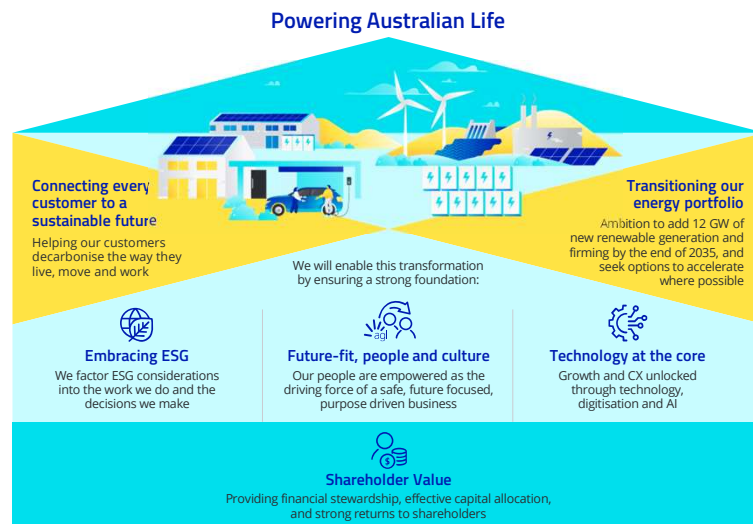 Powering Australian Life
Connecting every
customer to a
sustainable future
Helping our customers
decarbonise the way they
live, move and work
Transitioning our
energy portfolio
Ambition to add 12 GW of
new renewable generation and
firming by the end of 2035, and
seek options to accelerate
where possible
We will enable this transformation
by ensuring a strong foundation:
Embracing ESG
We factor ESG considerations
into the work we do and the
decisions we make
agl
Future-fit, people and culture
Our people are empowered as the
driving force of a safe, future focused,
purpose driven business
Technology at the core
Growth and CX unlocked
through technology,
digitisation and AI
$
Shareholder Value
Providing financial stewardship, effective capital allocation,
and strong returns to shareholders